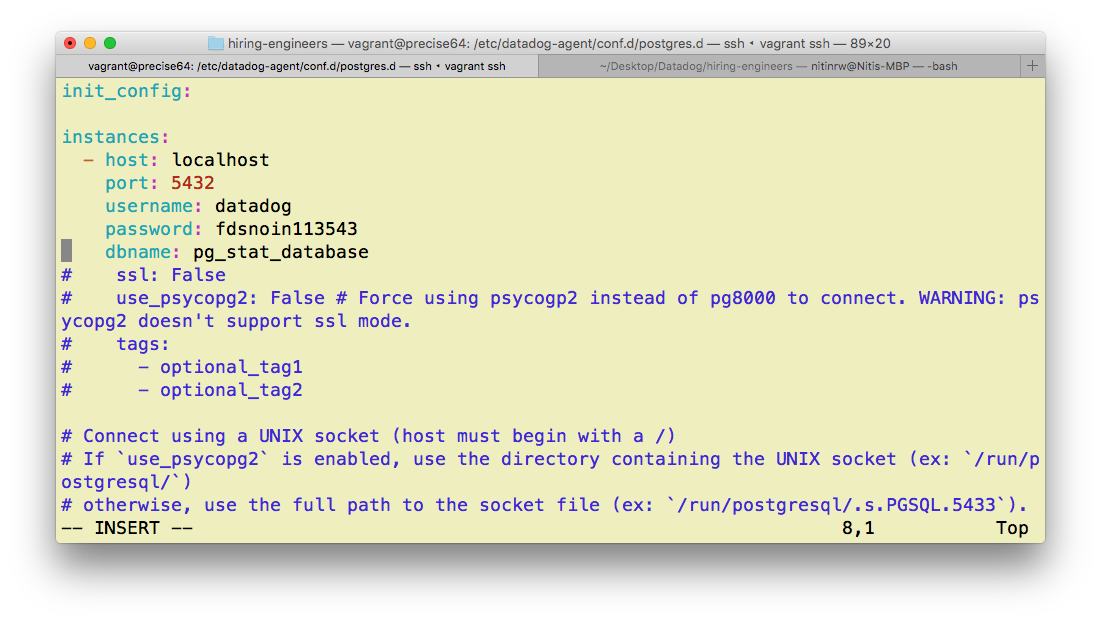 hiring-engineers — vagrant@precise64: /etc/datadog-agent/conf.d/postgres.d — ssh ◂ vagrant ssh — 89×20
vagrant@precise64: /etc/datadog-agent/conf.d/postgres.d — ssh ◂ vagrant ssh
~/Desktop/Datadog/hiring-engineers — nitinrw@Nitis-MBP — -bash
init_config:
instances:
  - host: localhost
    port: 5432
    username: datadog
    password: fdsnoin113543
    dbname: pg_stat_database
#    ssl: False
#    use_psycopg2: False # Force using psycogp2 instead of pg8000 to connect. WARNING: ps
ycopg2 doesn't support ssl mode.
#    tags:
#      - optional_tag1
#      - optional_tag2
# Connect using a UNIX socket (host must begin with a /)
# If `use_psycopg2` is enabled, use the directory containing the UNIX socket (ex: `/run/p
ostgresql/`)
# otherwise, use the full path to the socket file (ex: `/run/postgresql/.s.PGSQL.5433`).
-- INSERT -- 8,1 Top